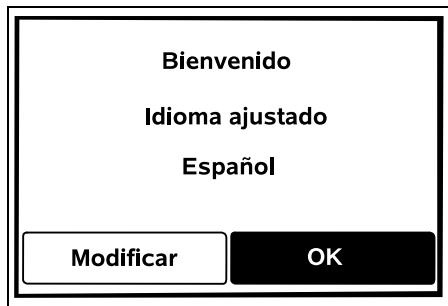 Bienvenido
Idioma ajustado
Español
Modificar
OK